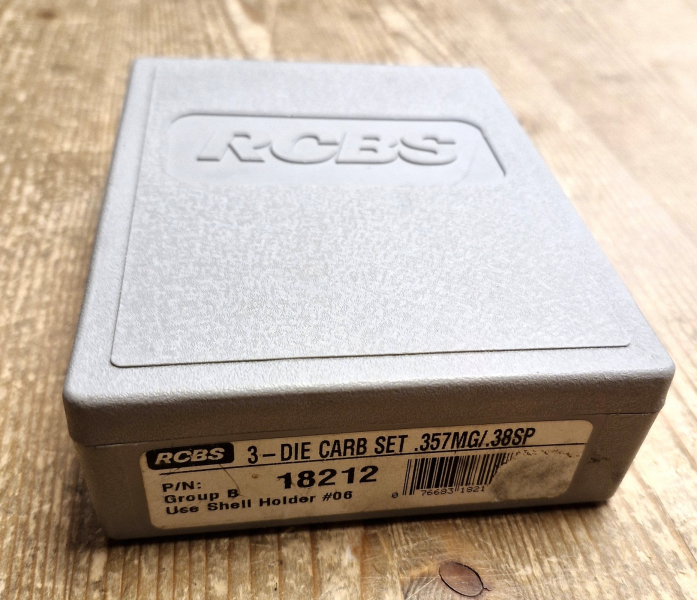 RCBS
RCBS 3-DIE CARB SET .357MG/.38SP
P/N: 18212
Group B
Use Shell Holder #06
0 76683 1821